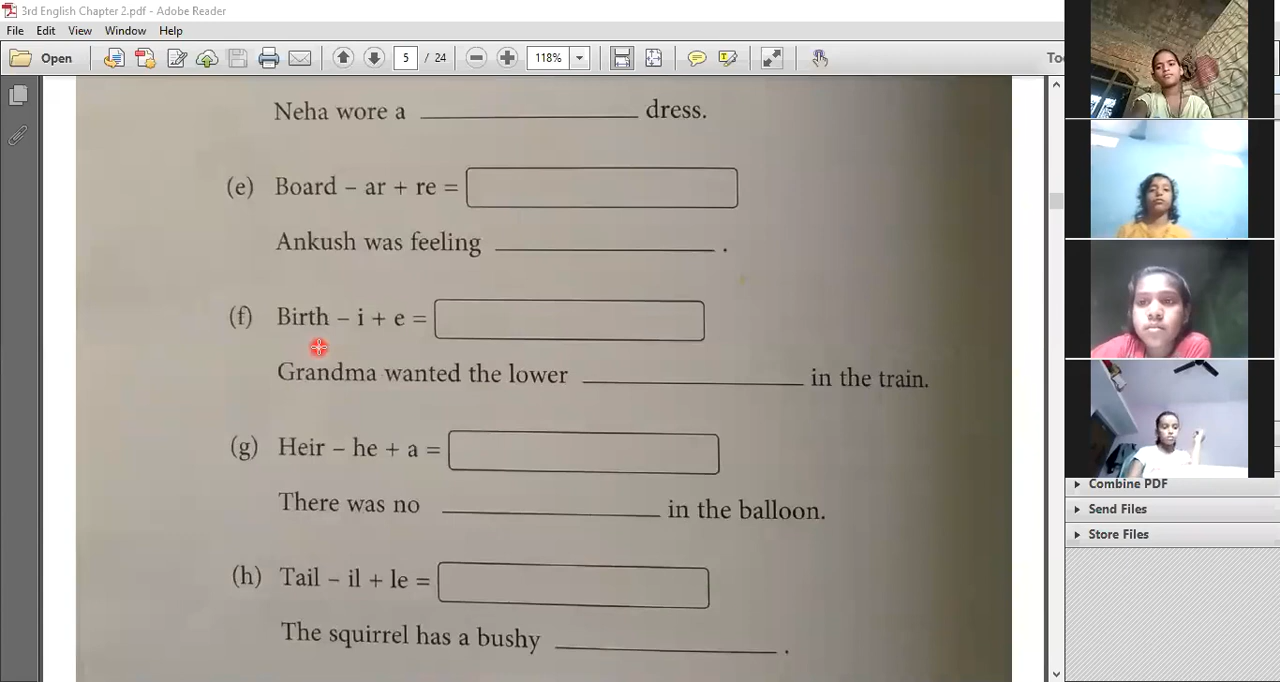 3rd English Chapter 2.pdf - Adobe Reader
File Edit View Window Help
Open 5 / 24 118%
Neha wore a ____________ dress.
(e) Board – ar + re =
Ankush was feeling ____________ .
(f) Birth – i + e =
Grandma wanted the lower ____________ in the train.
(g) Heir – he + a =
There was no ____________ in the balloon.
(h) Tail – il + le =
The squirrel has a bushy ____________ .
Combine PDF
Send Files
Store Files